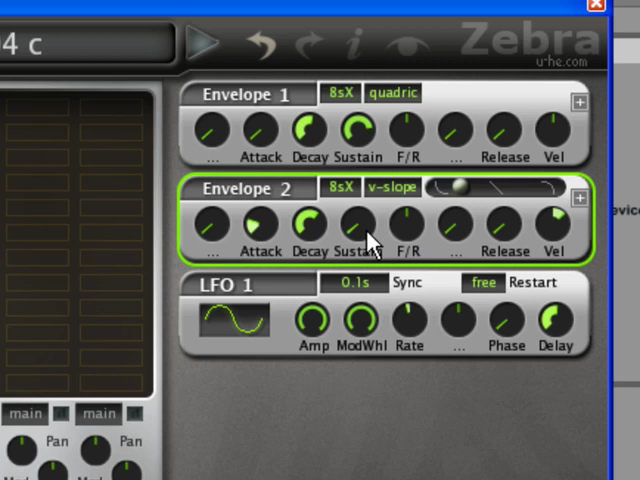 4 c
Zebra
u-he.com
Envelope 1 8sX quadric
... Attack Decay Sustain F/R ... Release Vel
Envelope 2 8sX v-slope
... Attack Decay Sustain F/R ... Release Vel
LFO 1 0.1s Sync free Restart
Amp ModWhl Rate ... Phase Delay
main main
Pan Pan